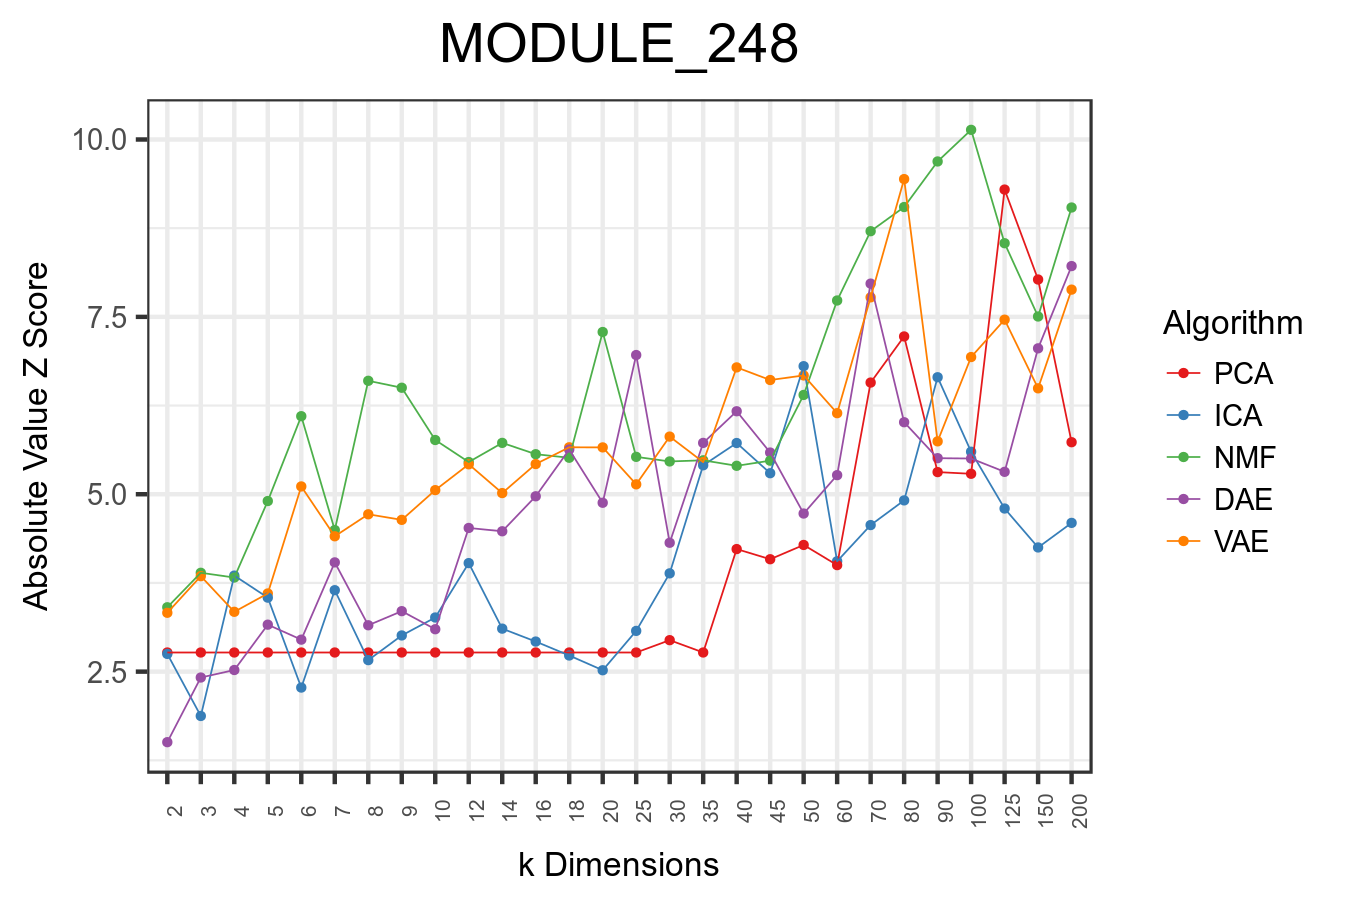 MODULE_248
Absolute Value Z Score
10.0
7.5
5.0
2.5
2 3 4 5 6 7 8 9 10 12 14 16 18 20 25 30 35 40 45 50 60 70 80 90 100 125 150 200
k Dimensions
Algorithm
PCA
ICA
NMF
DAE
VAE